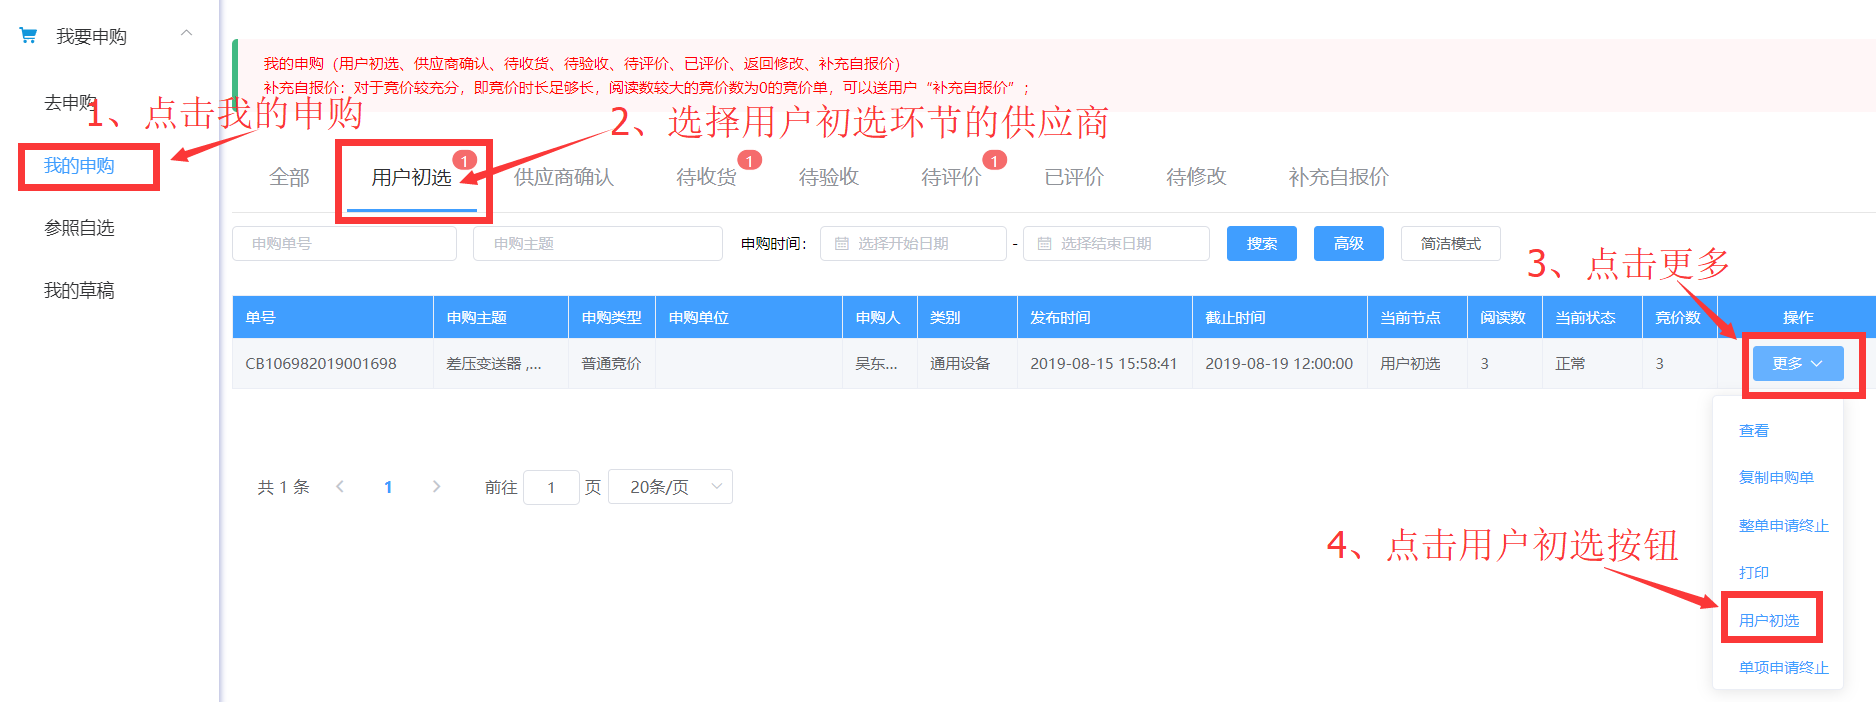 我要申购
去申购
我的申购
参照自选
我的草稿
1、点击我的申购
我的申购（用户初选、供应商确认、待收货、待验收、待评价、已评价、返回修改、补充自报价）
补充自报价：对于竞价较充分，即竞价时长足够长，阅读数较大的竞价数为0的竞价单，可以送用户“补充自报价”；
2、选择用户初选环节的供应商
全部 用户初选 1 供应商确认 待收货 1 待验收 待评价 1 已评价 待修改 补充自报价
申购单号 申购主题 申购时间： 选择开始日期 - 选择结束日期 搜索 高级 简洁模式
3、点击更多
单号 申购主题 申购类型 申购单位 申购人 类别 发布时间 截止时间 当前节点 阅读数 当前状态 竞价数 操作
CB106982019001698 差压变送器 ,... 普通竞价 吴东... 通用设备 2019-08-15 15:58:41 2019-08-19 12:00:00 用户初选 3 正常 3 更多
查看
复制申购单
整单申请终止
打印
用户初选
单项申请终止
共 1 条 1 前往 1 页 20条/页
4、点击用户初选按钮